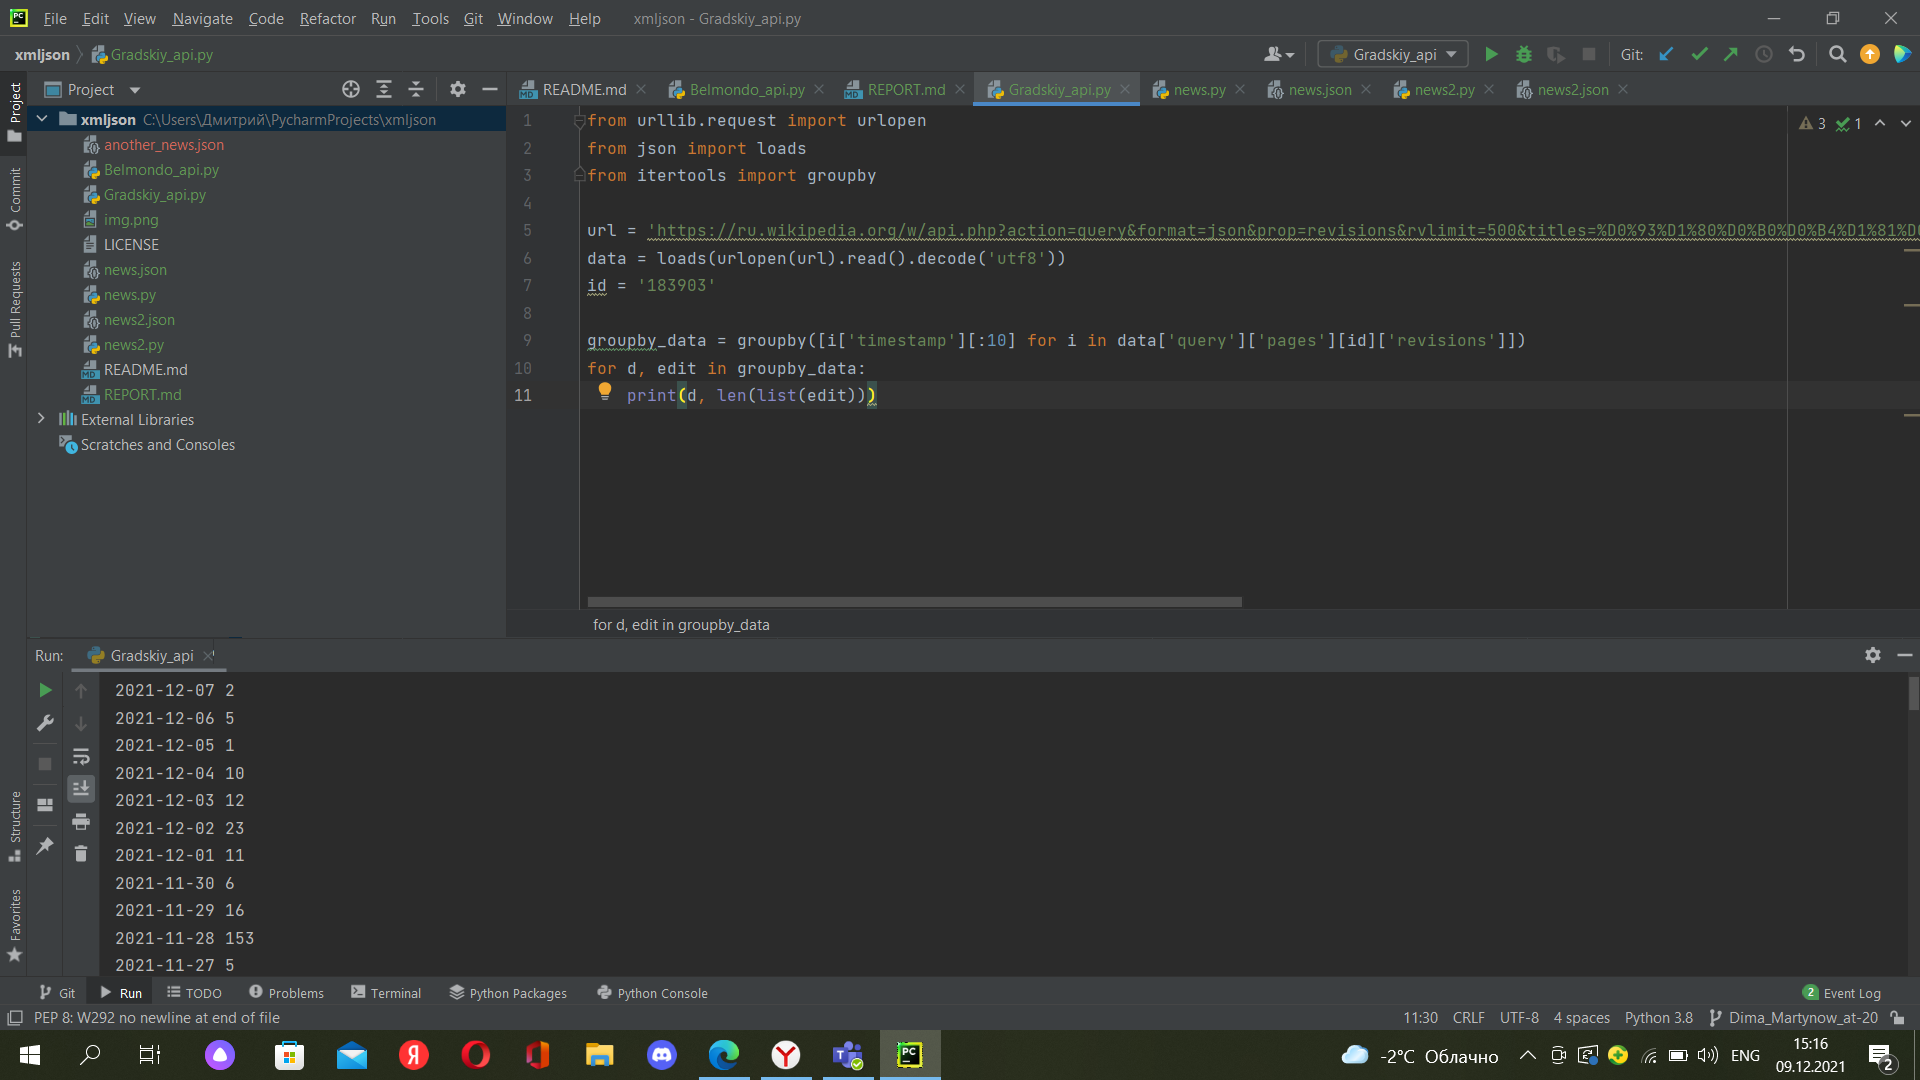 File Edit View Navigate Code Refactor Run Tools Git Window Help xmljson - Gradskiy_api.py
xmljson Gradskiy_api.py
Gradskiy_api Git:
Project
README.md Belmondo_api.py REPORT.md Gradskiy_api.py news.py news.json news2.py news2.json
xmljson C:\Users\Дмитрий\PycharmProjects\xmljson
another_news.json
Belmondo_api.py
Gradskiy_api.py
img.png
LICENSE
news.json
news.py
news2.json
news2.py
README.md
REPORT.md
External Libraries
Scratches and Consoles
Project
Commit
Pull Requests
Structure
Favorites
3 1
1 from urllib.request import urlopen
2 from json import loads
3 from itertools import groupby
4
5 url = 'https://ru.wikipedia.org/w/api.php?action=query&format=json&prop=revisions&rvlimit=500&titles=%D0%93%D1%80%D0%B0%D0%B4%D1%81%D
6 data = loads(urlopen(url).read().decode('utf8'))
7 id = '183903'
8
9 groupby_data = groupby([i['timestamp'][:10] for i in data['query']['pages'][id]['revisions']])
10 for d, edit in groupby_data:
11 print(d, len(list(edit)))
for d, edit in groupby_data
Run: Gradskiy_api
2021-12-07 2
2021-12-06 5
2021-12-05 1
2021-12-04 10
2021-12-03 12
2021-12-02 23
2021-12-01 11
2021-11-30 6
2021-11-29 16
2021-11-28 153
2021-11-27 5
Git Run TODO Problems Terminal Python Packages Python Console 2 Event Log
PEP 8: W292 no newline at end of file 11:30 CRLF UTF-8 4 spaces Python 3.8 Dima_Martynow_at-20
-2°C Облачно ENG 15:16
09.12.2021 2